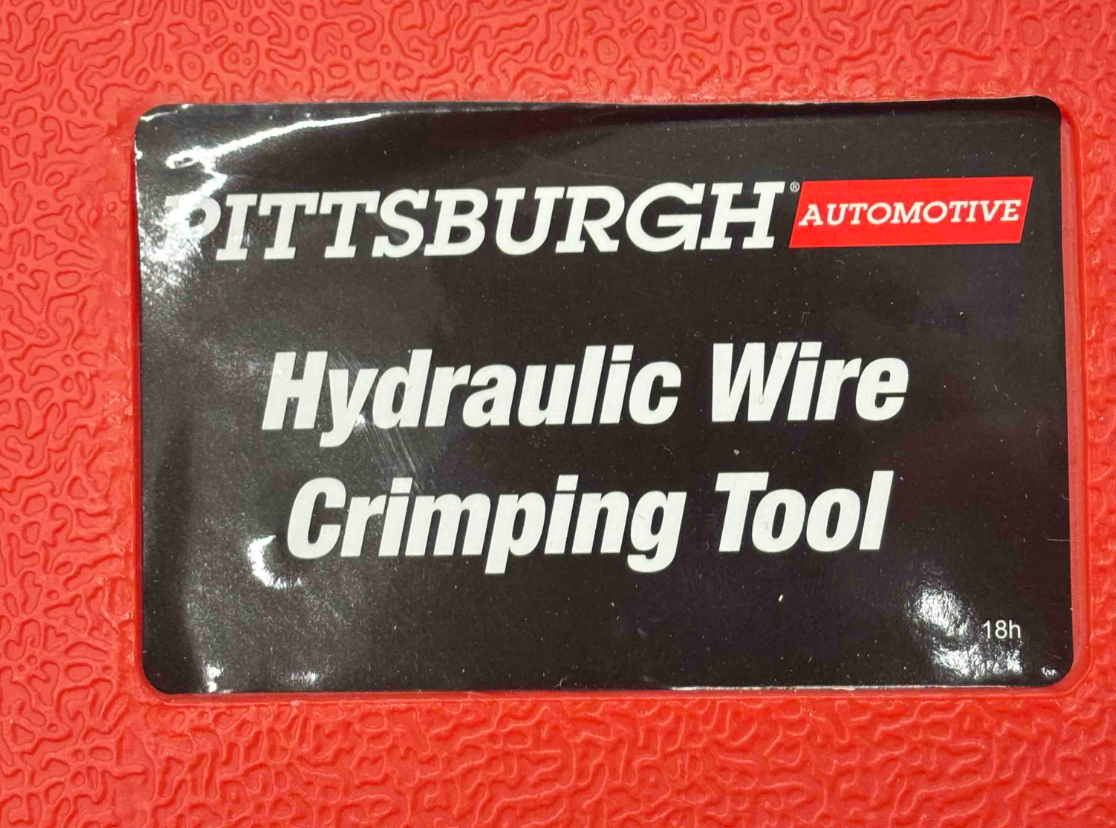 PITTSBURGH® AUTOMOTIVE
Hydraulic Wire
Crimping Tool
18h